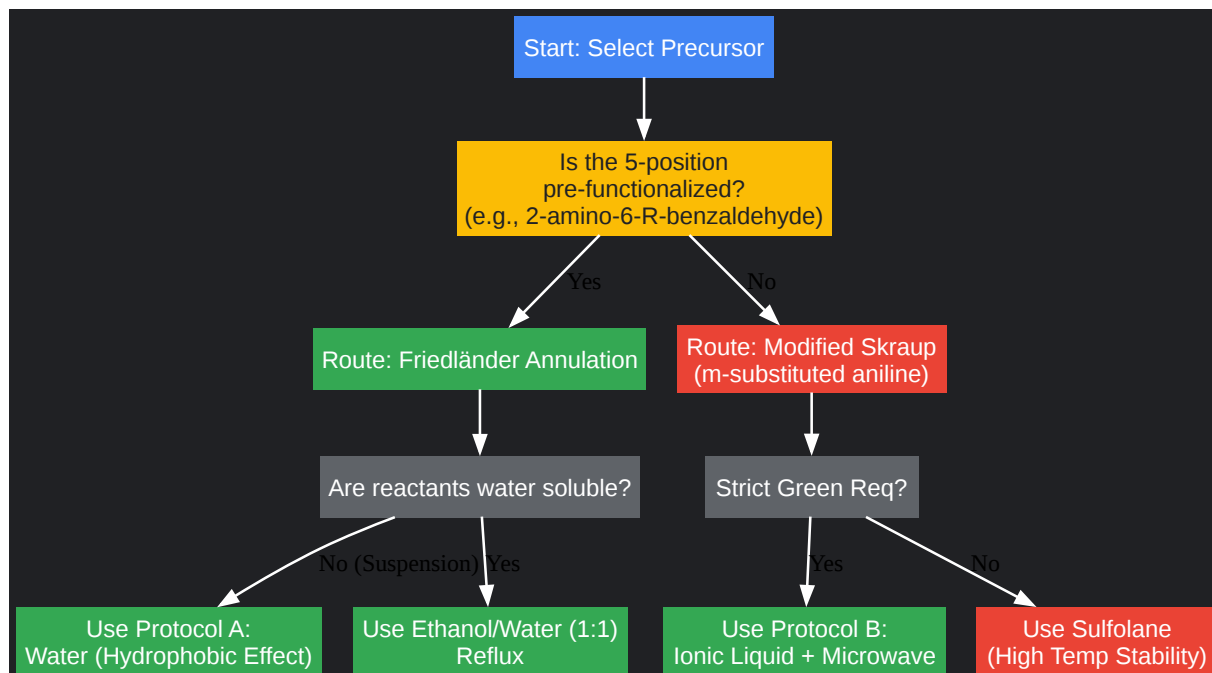 Start: Select Precursor
Is the 5-position
pre-functionalized?
(e.g., 2-amino-6-R-benzaldehyde)
Yes
No
Route: Friedländer Annulation
Route: Modified Skraup
(m-substituted aniline)
Are reactants water soluble?
Strict Green Req?
No (Suspension)
Yes
Yes
No
Use Protocol A:
Water (Hydrophobic Effect)
Use Ethanol/Water (1:1)
Reflux
Use Protocol B:
Ionic Liquid + Microwave
Use Sulfolane
(High Temp Stability)